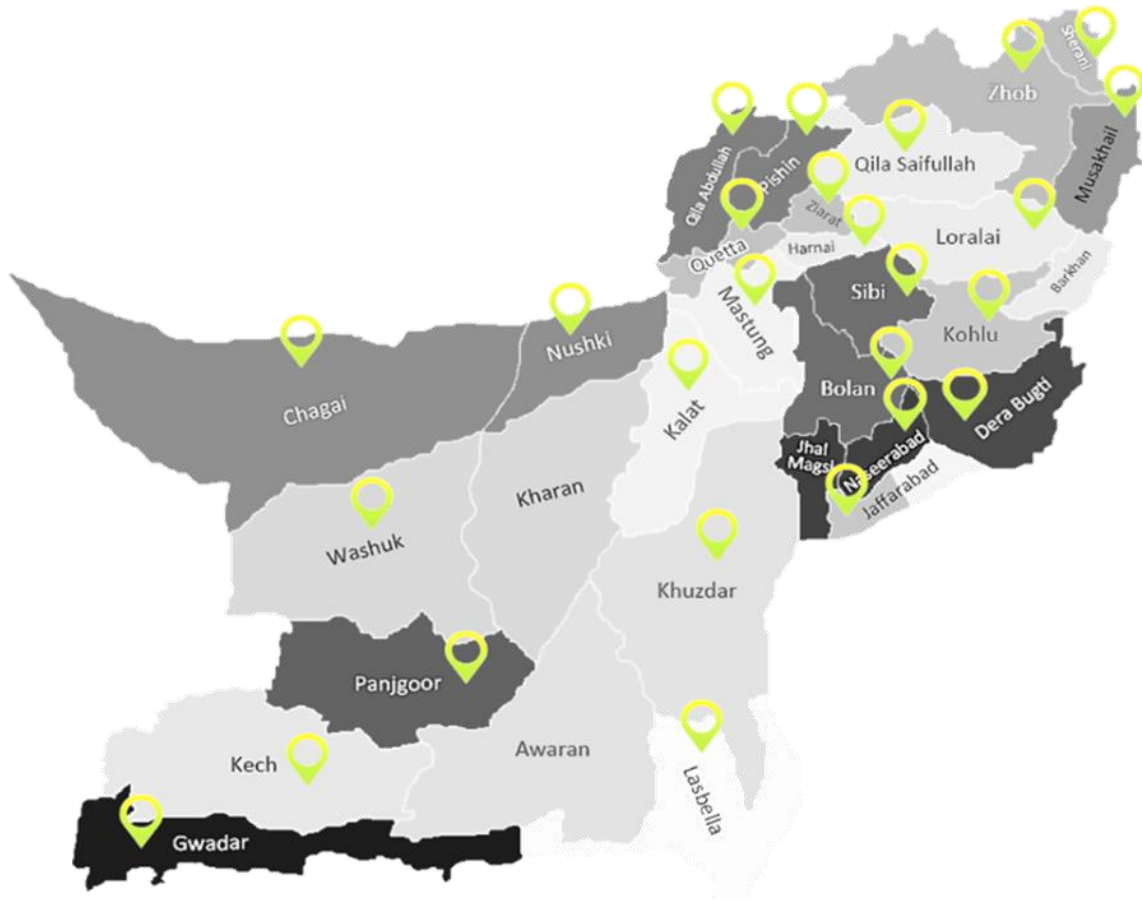 Sherani
Zhob
Musakhail
Qila Abdullah
Pishin
Qila Saifullah
Ziarat
Loralai
Quetta
Harnai
Barkhan
Mastung
Sibi
Kohlu
Nushki
Chagai
Kalat
Bolan
Dera Bugti
Jhal
Magsi
Naseerabad
Jaffarabad
Kharan
Washuk
Khuzdar
Panjgoor
Awaran
Kech
Lasbella
Gwadar